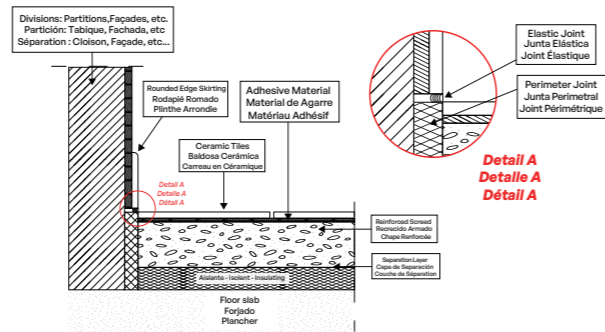 Divisions: Partitions,Façades, etc.
Partición: Tabique, Fachada, etc
Séparation : Cloison, Façade, etc...
Rounded Edge Skirting
Rodapié Romado
Plinthe Arrondie
Adhesive Material
Material de Agarre
Matériau Adhésif
Ceramic Tiles
Baldosa Cerámica
Carreau en Céramique
Detail A
Detalle A
Détail A
Elastic Joint
Junta Elástica
Joint Élastique
Perimeter Joint
Junta Perimetral
Joint Périmétrique
Detail A
Detalle A
Détail A
Reinforced Screed
Recrecido Armado
Chape Renforcée
Separation Layer
Capa de Separación
Couche de Séparation
Aislante - Isolant - Insulating
Floor slab
Forjado
Plancher